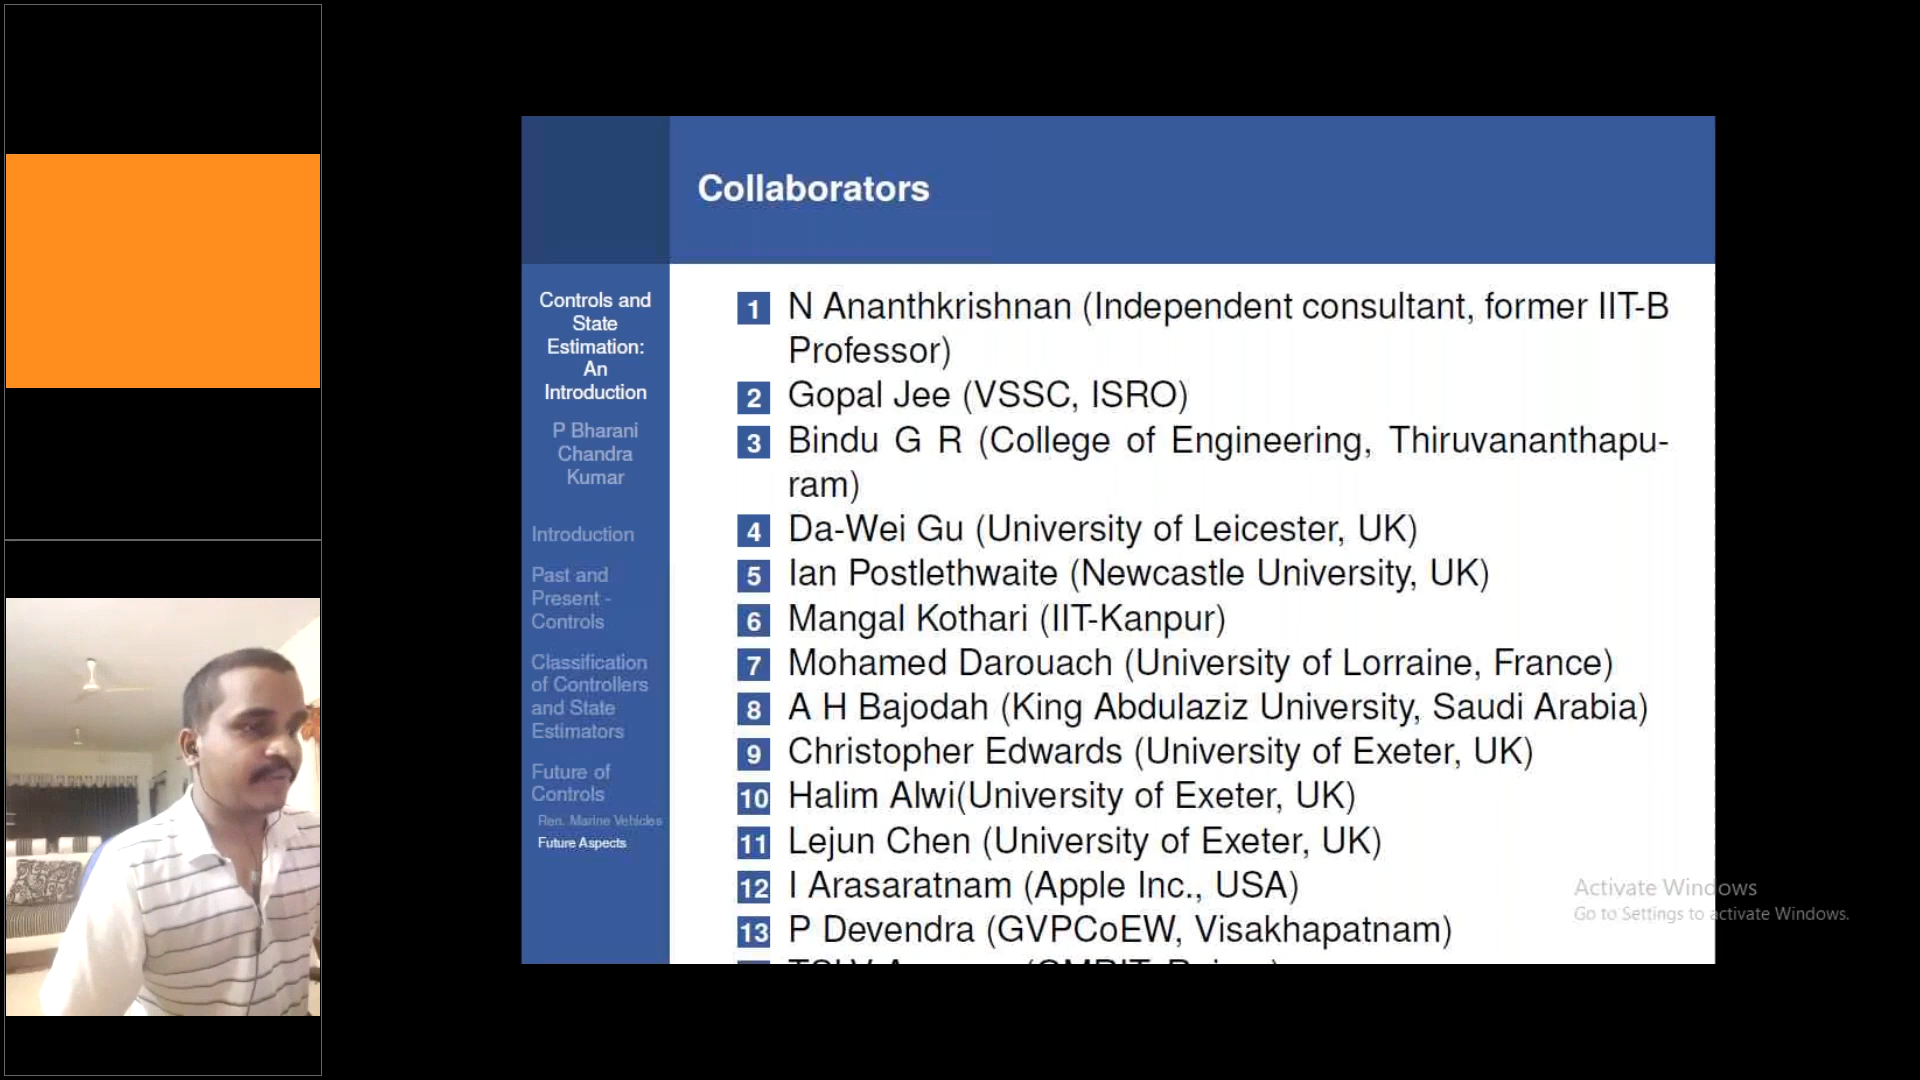 Collaborators
Controls and
State
Estimation:
An
Introduction
P Bharani
Chandra
Kumar
Introduction
Past and
Present -
Controls
Classification
of Controllers
and State
Estimators
Future of
Controls
Ren. Marine Vehicles
Future Aspects
1 N Ananthkrishnan (Independent consultant, former IIT-B
Professor)
2 Gopal Jee (VSSC, ISRO)
3 Bindu G R (College of Engineering, Thiruvananthapu-
ram)
4 Da-Wei Gu (University of Leicester, UK)
5 Ian Postlethwaite (Newcastle University, UK)
6 Mangal Kothari (IIT-Kanpur)
7 Mohamed Darouach (University of Lorraine, France)
8 A H Bajodah (King Abdulaziz University, Saudi Arabia)
9 Christopher Edwards (University of Exeter, UK)
10 Halim Alwi(University of Exeter, UK)
11 Lejun Chen (University of Exeter, UK)
12 I Arasaratnam (Apple Inc., USA)
13 P Devendra (GVPCoEW, Visakhapatnam)
Activate Windows
Go to Settings to activate Windows.